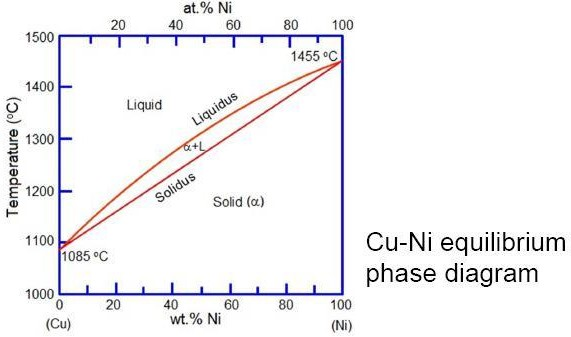 at.% Ni
20 40 60 80 100
1500
1400
1300
1200
1100
1000
Temperature (°C)
1455 °C
Liquid
Liquidus
α+L
Solidus
Solid (α)
1085 °C
0 20 40 60 80 100
(Cu) wt.% Ni (Ni)
Cu-Ni equilibrium
phase diagram